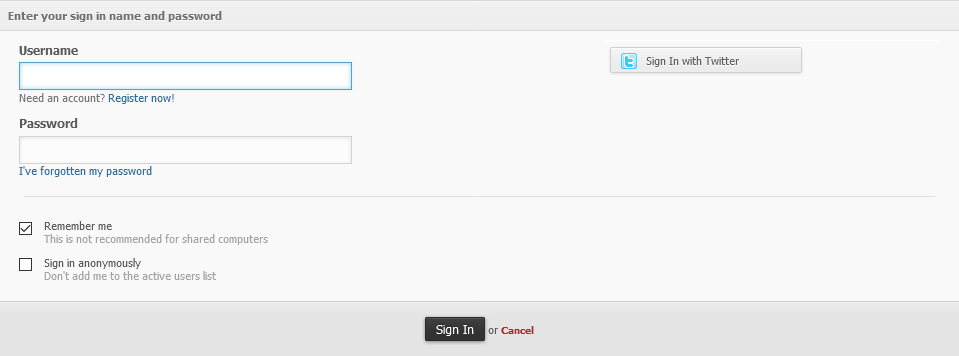 Enter your sign in name and password
Username
Sign In with Twitter
Need an account? Register now!
Password
I've forgotten my password
Remember me
This is not recommended for shared computers
Sign in anonymously
Don't add me to the active users list
Sign In or Cancel